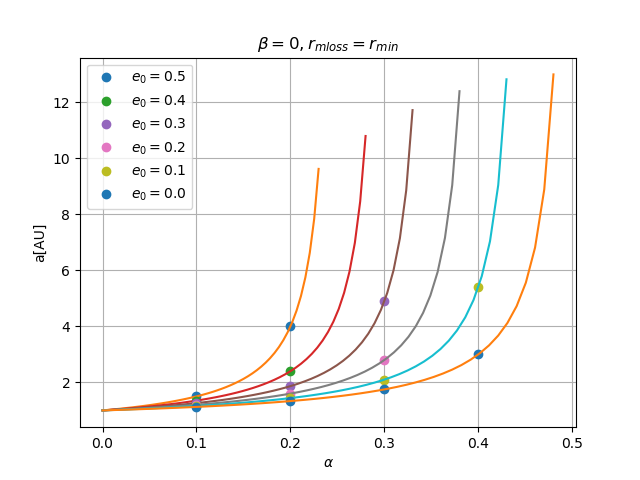 β = 0, r_mloss = r_min
e₀ = 0.5
e₀ = 0.4
e₀ = 0.3
e₀ = 0.2
e₀ = 0.1
e₀ = 0.0
a[AU]
12
10
8
6
4
2
0.0 0.1 0.2 0.3 0.4 0.5
α